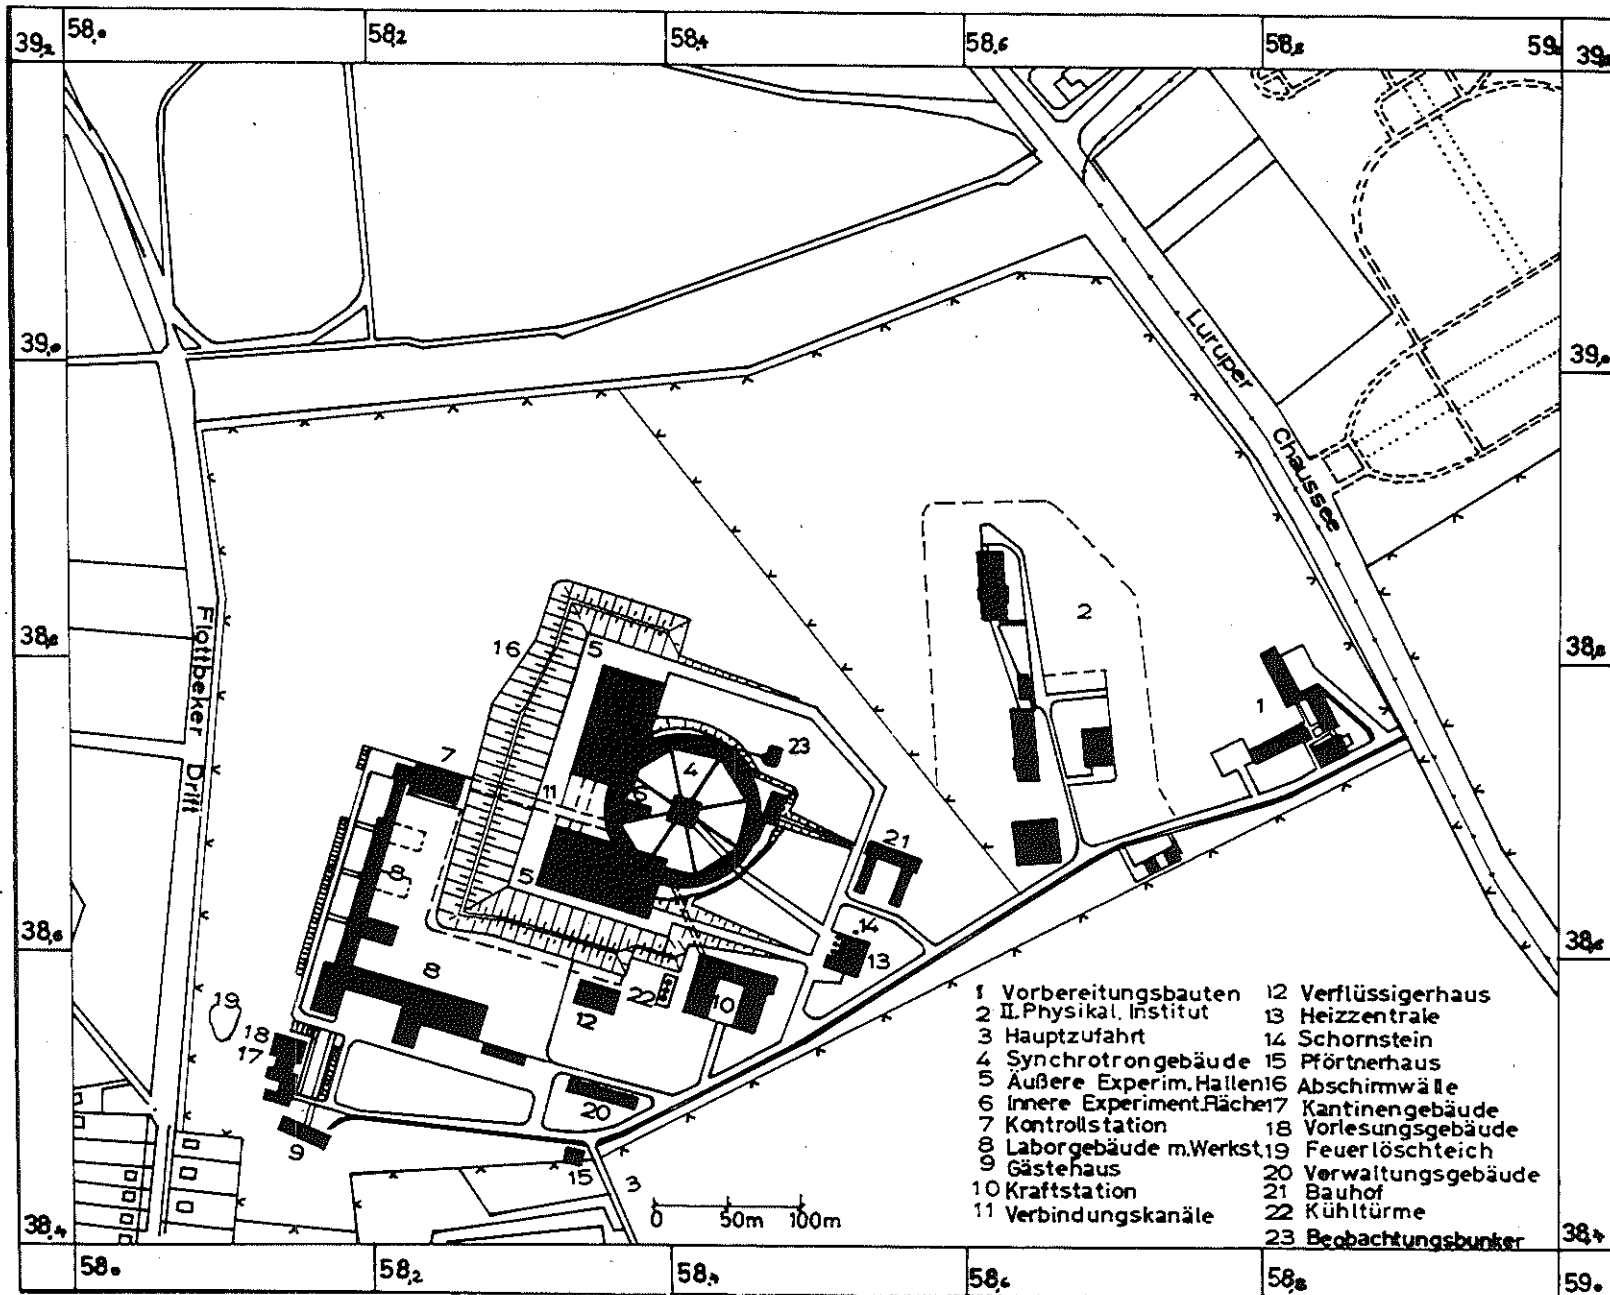 58,0 58,2 58,4 58,6 58,8 59,
39,2
39,0 39,0
38,8 38,8
38,6 38,6
38,4 38,4
58,0 58,2 58,4 58,6 58,8 59,0
Luruper
Chaussee
Flottbeker Drift
2
16
5
1
23
7
4
11
6
21
8
5
14
13
8
22
10
12
19
18
17
20
9
15
3
0 50m 100m
1 Vorbereitungsbauten
2 II.Physikal. Institut
3 Hauptzufahrt
4 Synchrotrongebäude
5 Äußere Experim. Hallen
6 Innere Experiment.Fläche
7 Kontrollstation
8 Laborgebäude m.Werkst.
9 Gästehaus
10 Kraftstation
11 Verbindungskanäle
12 Verflüssigerhaus
13 Heizzentrale
14 Schornstein
15 Pförtnerhaus
16 Abschirmwälle
17 Kantinengebäude
18 Vorlesungsgebäude
19 Feuerlöschteich
20 Verwaltungsgebäude
21 Bauhof
22 Kühltürme
23 Beobachtungsbunker